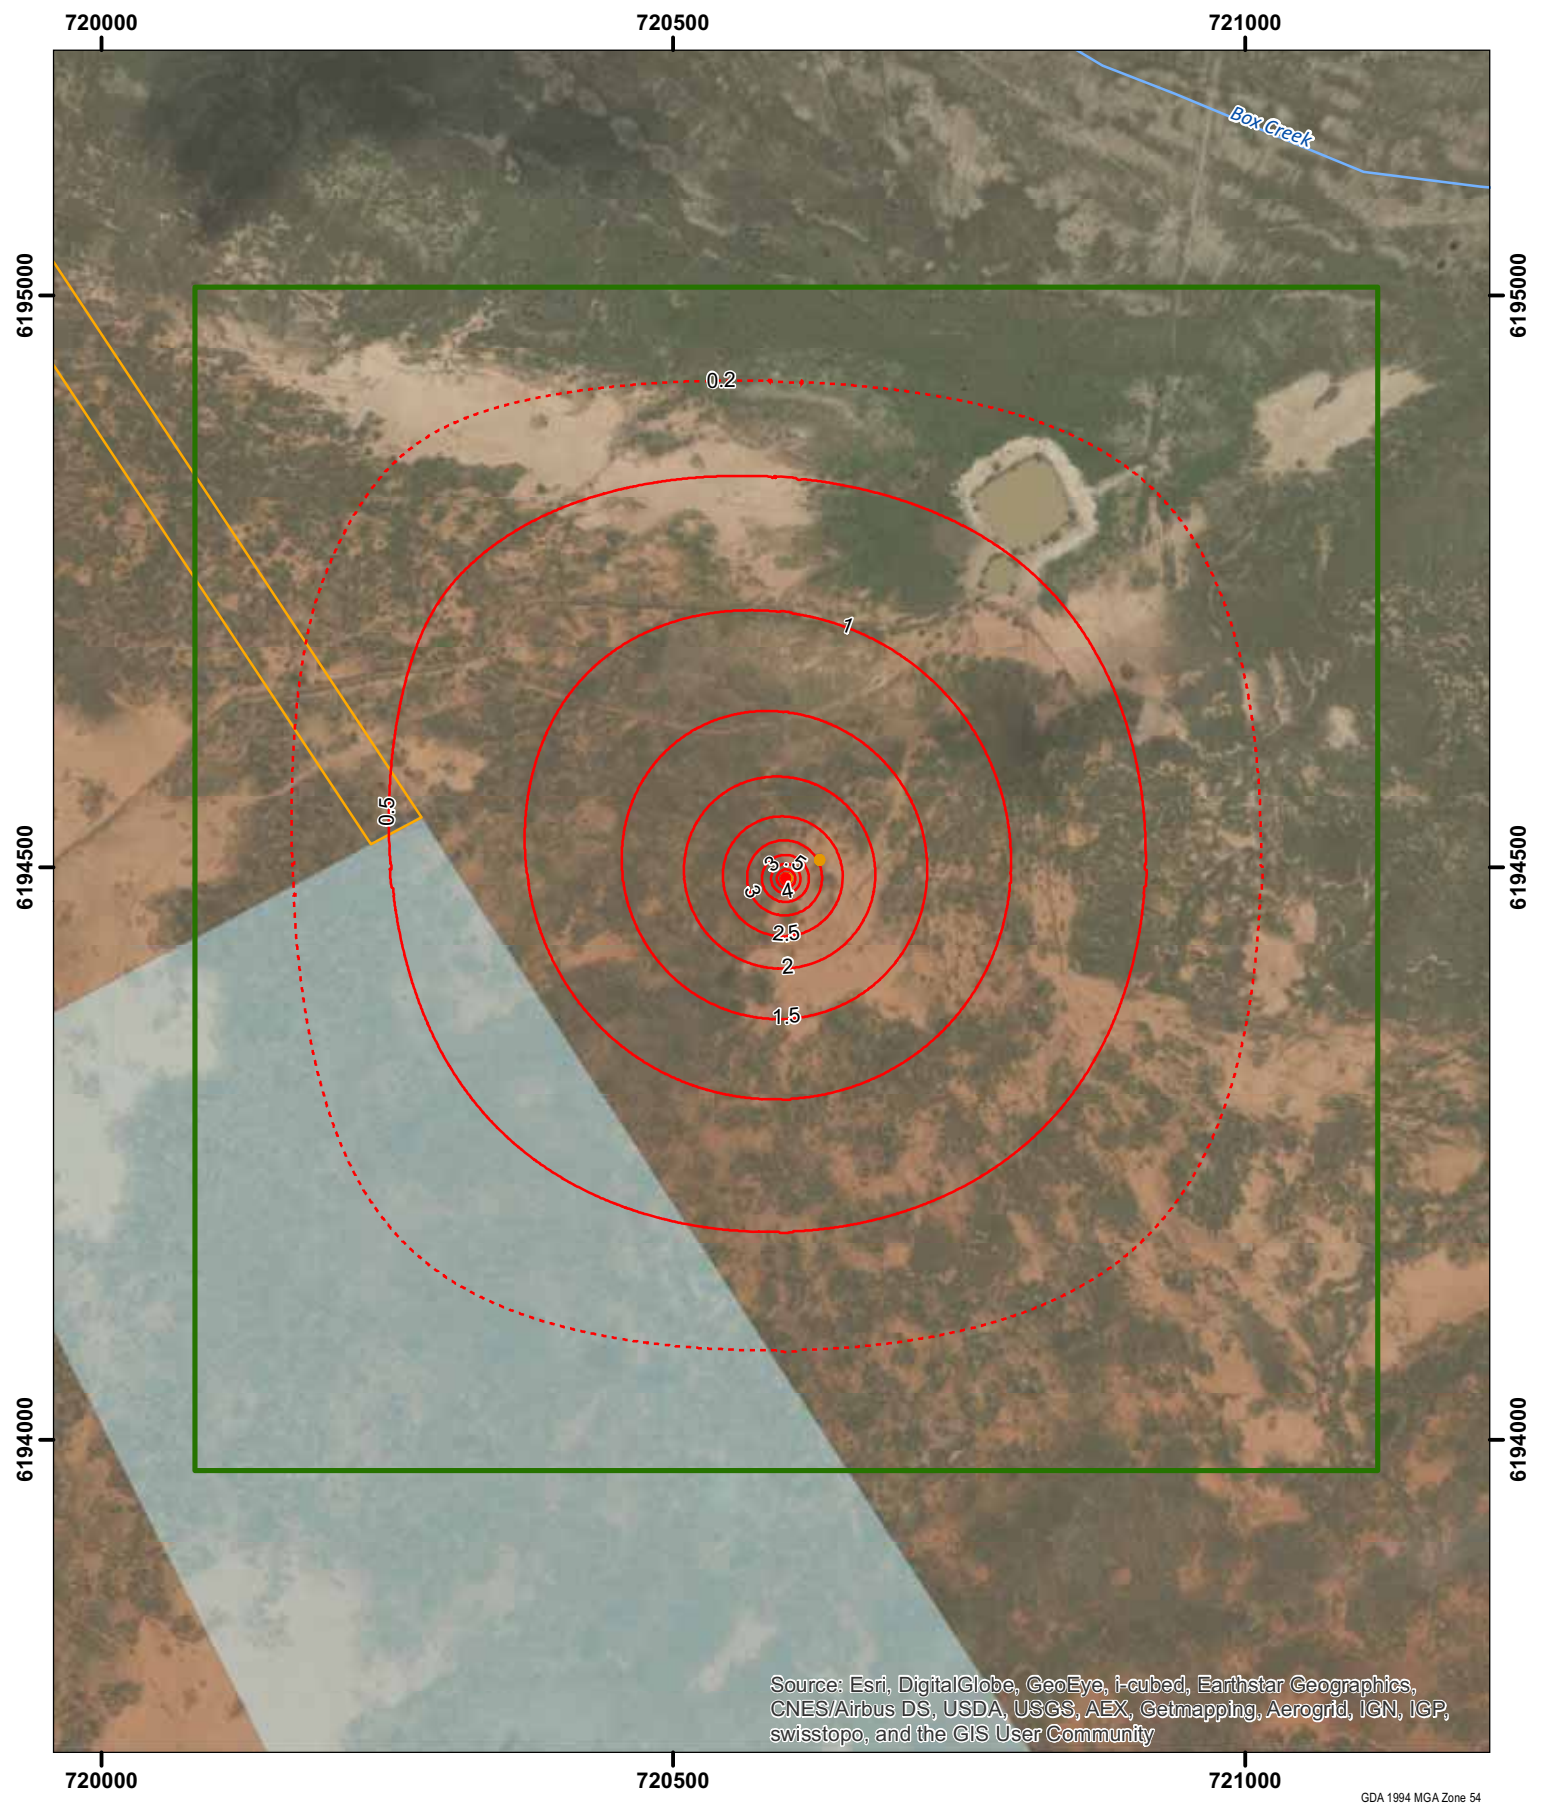 720000 720500 721000
Box Creek
6195000 6195000
0.2
1
0.5
6194500 6194500
3.5
3 4
2.5
2
1.5
6194000 6194000
Source: Esri, DigitalGlobe, GeoEye, i-cubed, Earthstar Geographics,
CNES/Airbus DS, USDA, USGS, AEX, Getmapping, Aerogrid, IGN, IGP,
swisstopo, and the GIS User Community
720000 720500 721000
GDA 1994 MGA Zone 54